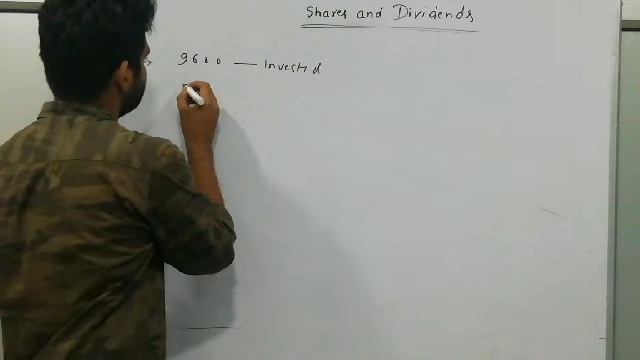 Shares and Dividends
9600 — Invested